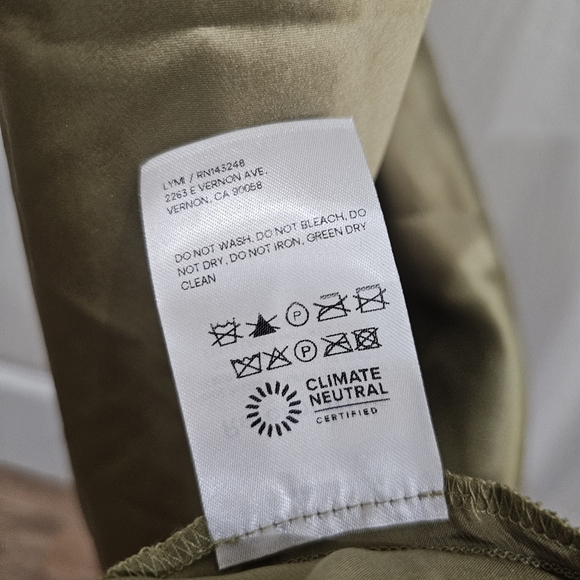 LYMI / RN143248
2263 E VERNON AVE.
VERNON, CA 90058
DO NOT WASH, DO NOT BLEACH, DO
NOT DRY, DO NOT IRON, GREEN DRY
CLEAN
P
P
CLIMATE
NEUTRAL
CERTIFIED